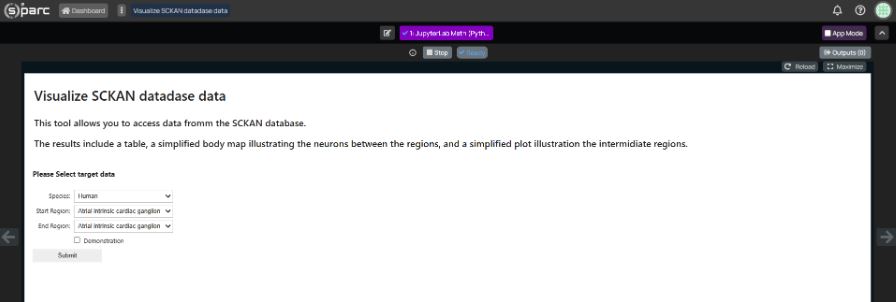 sparc Dashboard Visualize SCKAN datadase data
1: JupyterLab Math (Pyth... App Mode
Stop Ready Outputs (0)
Reload Maximize
Visualize SCKAN datadase data
This tool allows you to access data fromm the SCKAN database.
The results include a table, a simplified body map illustrating the neurons between the regions, and a simplified plot illustration the intermidiate regions.
Please Select target data
Species: Human
Start Region: Atrial intrinsic cardiac ganglion
End Region: Atrial intrinsic cardiac ganglion
Demonstration
Submit